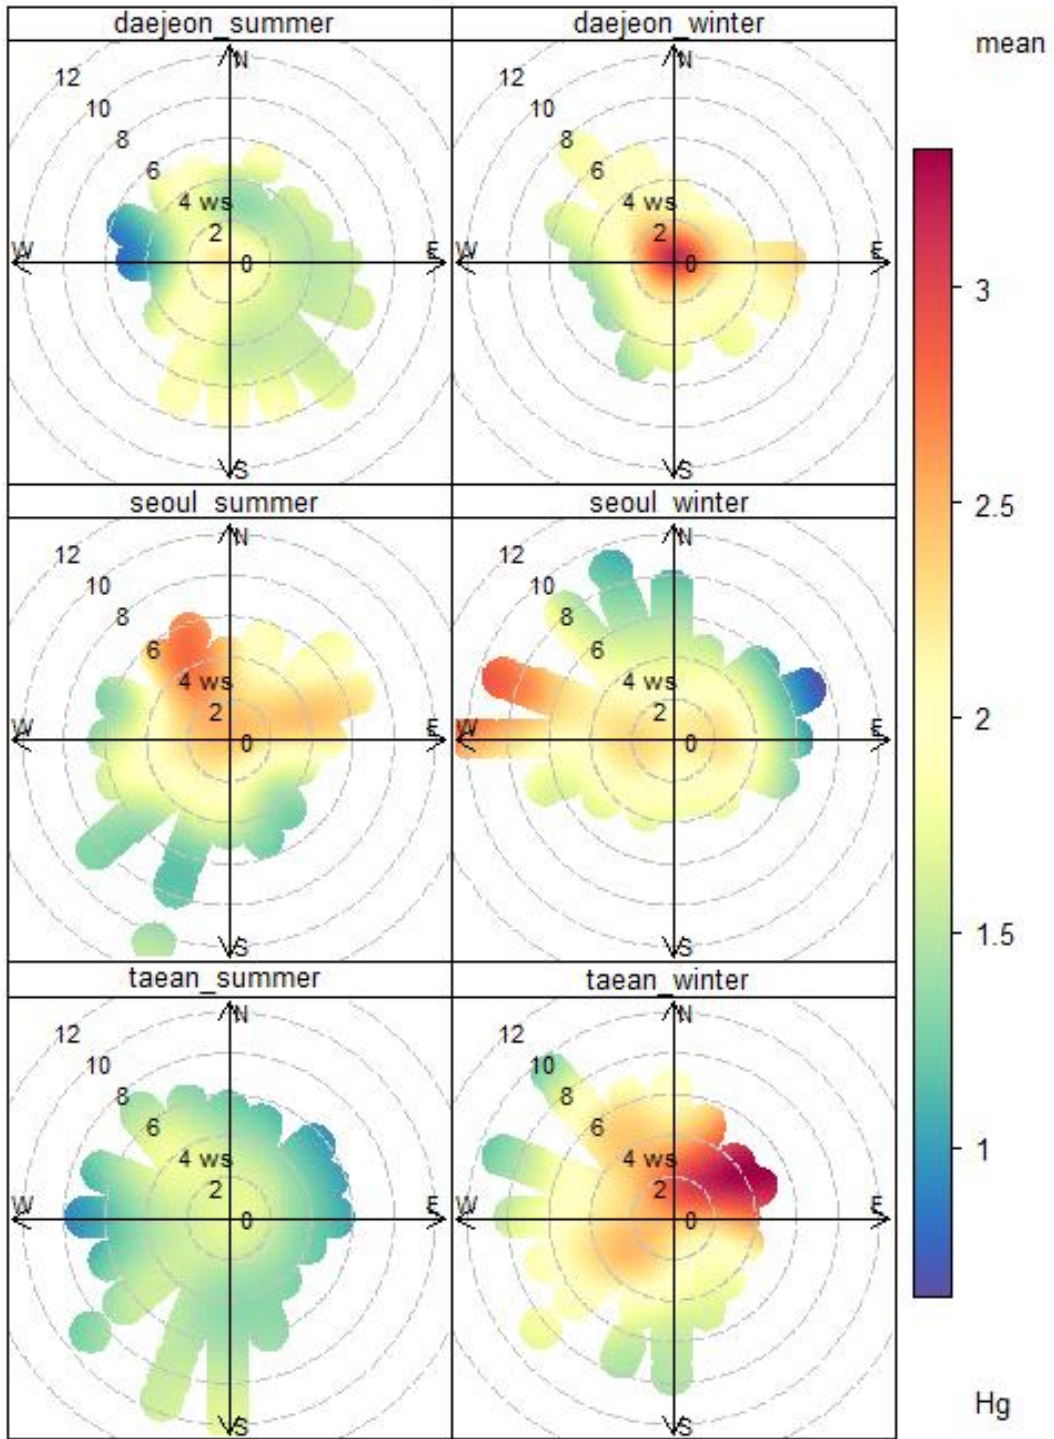 daejeon_summer daejeon_winter
mean
N
12
10
8
6
4 ws
2
0
W
E
S
N
12
10
8
6
4 ws
2
0
W
E
S
seoul_summer seoul_winter
N
12
10
8
6
4 ws
2
0
W
E
S
N
12
10
8
6
4 ws
2
0
W
E
S
taean_summer taean_winter
N
12
10
8
6
4 ws
2
0
W
E
S
N
12
10
8
6
4 ws
2
0
W
E
S
3
2.5
2
1.5
1
Hg